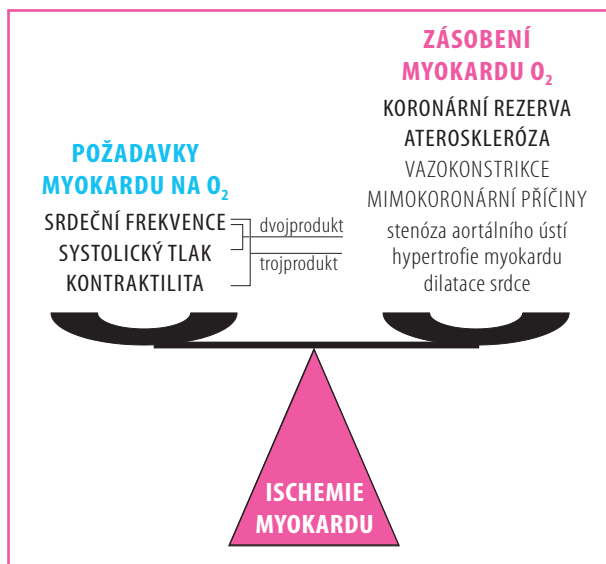 ZÁSOBENÍ
MYOKARDU O₂
KORONÁRNÍ REZERVA
ATEROSKLERÓZA
VAZOKONSTRIKCE
MIMOKORONÁRNÍ PŘÍČINY
stenóza aortálního ústí
hypertrofie myokardu
dilatace srdce
POŽADAVKY
MYOKARDU NA O₂
SRDEČNÍ FREKVENCE
SYSTOLICKÝ TLAK
KONTRAKTILITA
dvojprodukt
trojprodukt
ISCHEMIE
MYOKARDU